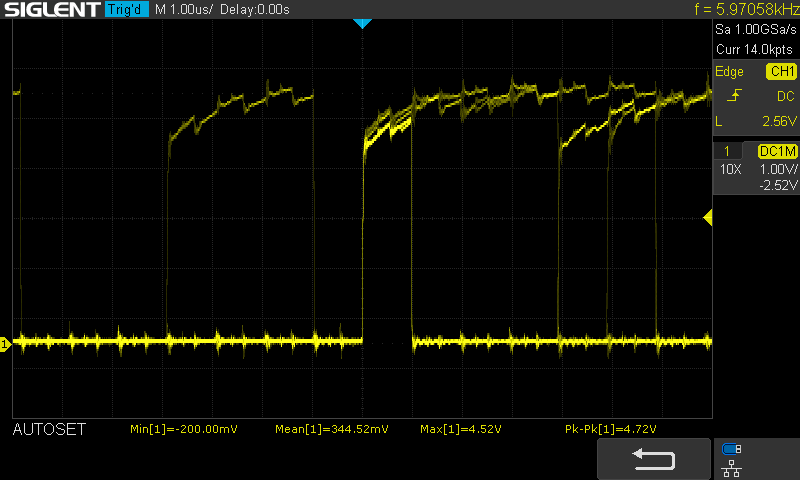 SIGLENT Trig'd M 1.00us/ Delay:0.00s f = 5.97058kHz
Sa 1.00GSa/s
Curr 14.0kpts
Edge CH1
DC
L 2.56V
1 DC1M
10X 1.00V/
-2.52V
1
AUTOSET Min[1]=-200.00mV Mean[1]=344.52mV Max[1]=4.52V Pk-Pk[1]=4.72V